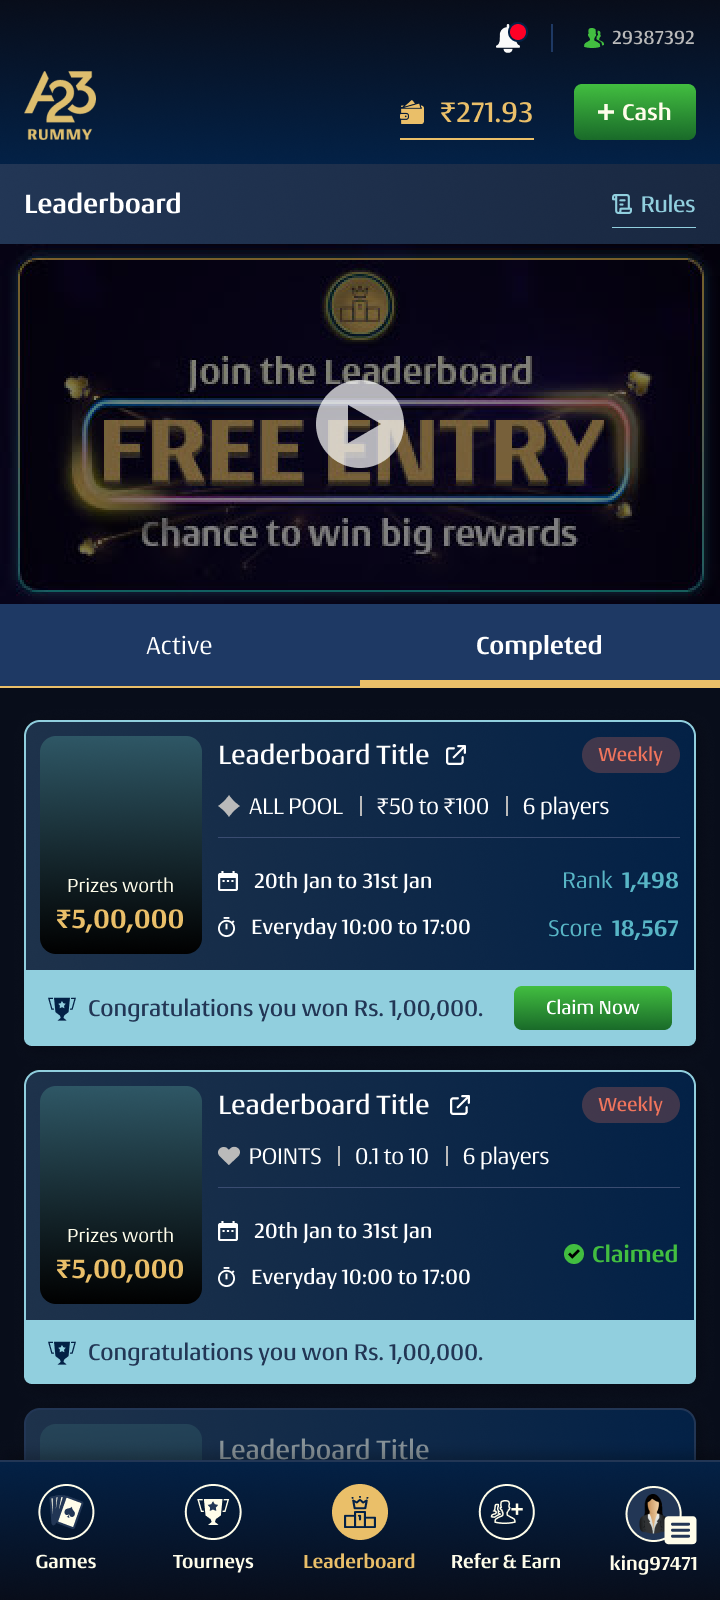 29387392
A23
RUMMY
₹271.93
+ Cash
Leaderboard
Rules
Join the Leaderboard
FREE ENTRY
Chance to win big rewards
Active
Completed
Leaderboard Title
Weekly
ALL POOL | ₹50 to ₹100 | 6 players
Prizes worth
₹5,00,000
20th Jan to 31st Jan
Rank 1,498
Everyday 10:00 to 17:00
Score 18,567
Congratulations you won Rs. 1,00,000.
Claim Now
Leaderboard Title
Weekly
POINTS | 0.1 to 10 | 6 players
Prizes worth
₹5,00,000
20th Jan to 31st Jan
Everyday 10:00 to 17:00
Claimed
Congratulations you won Rs. 1,00,000.
Leaderboard Title
Games
Tourneys
Leaderboard
Refer & Earn
king97471